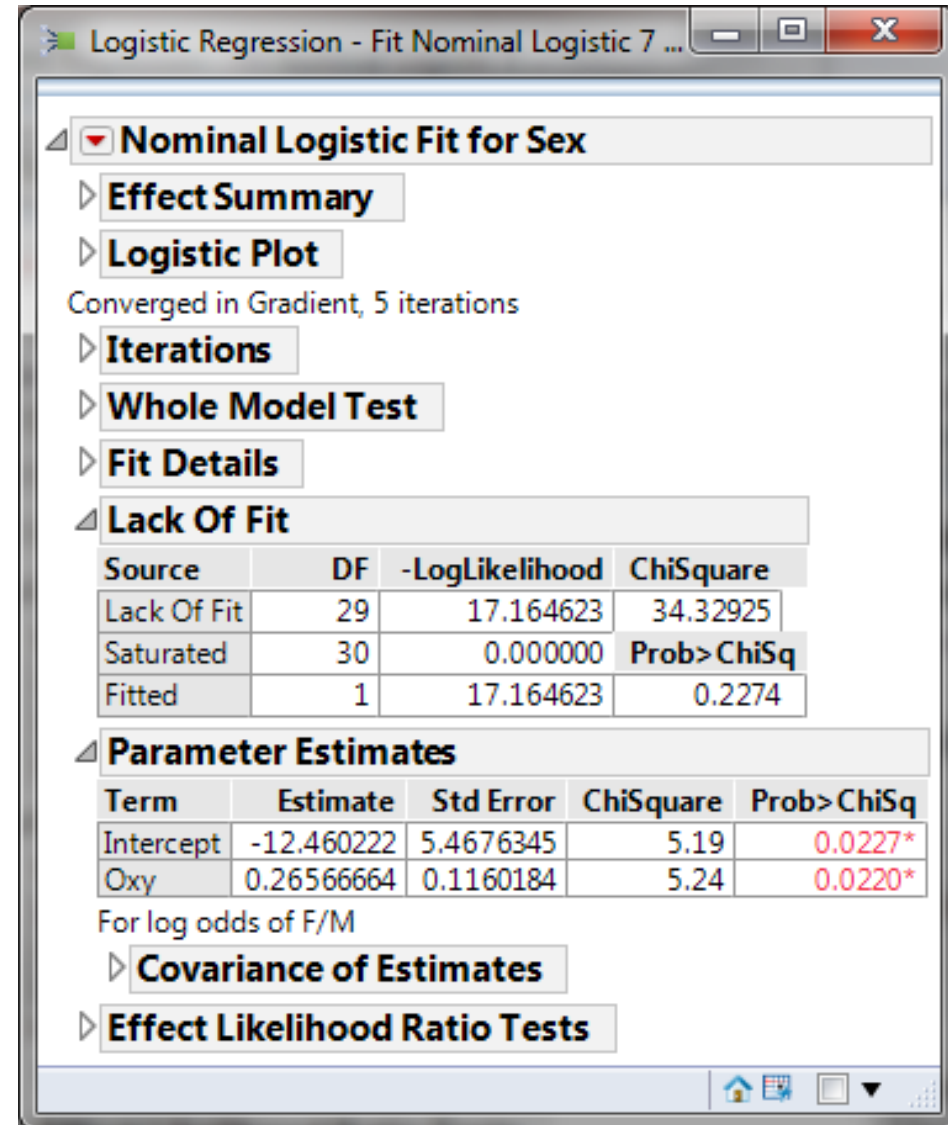 Logistic Regression - Fit Nominal Logistic 7 ...
Nominal Logistic Fit for Sex
Effect Summary
Logistic Plot
Converged in Gradient, 5 iterations
Iterations
Whole Model Test
Fit Details
Lack Of Fit
Source DF -LogLikelihood ChiSquare
Lack Of Fit 29 17.164623 34.32925
Saturated 30 0.000000 Prob>ChiSq
Fitted 1 17.164623 0.2274
Parameter Estimates
Term Estimate Std Error ChiSquare Prob>ChiSq
Intercept -12.460222 5.4676345 5.19 0.0227*
Oxy 0.26566664 0.1160184 5.24 0.0220*
For log odds of F/M
Covariance of Estimates
Effect Likelihood Ratio Tests